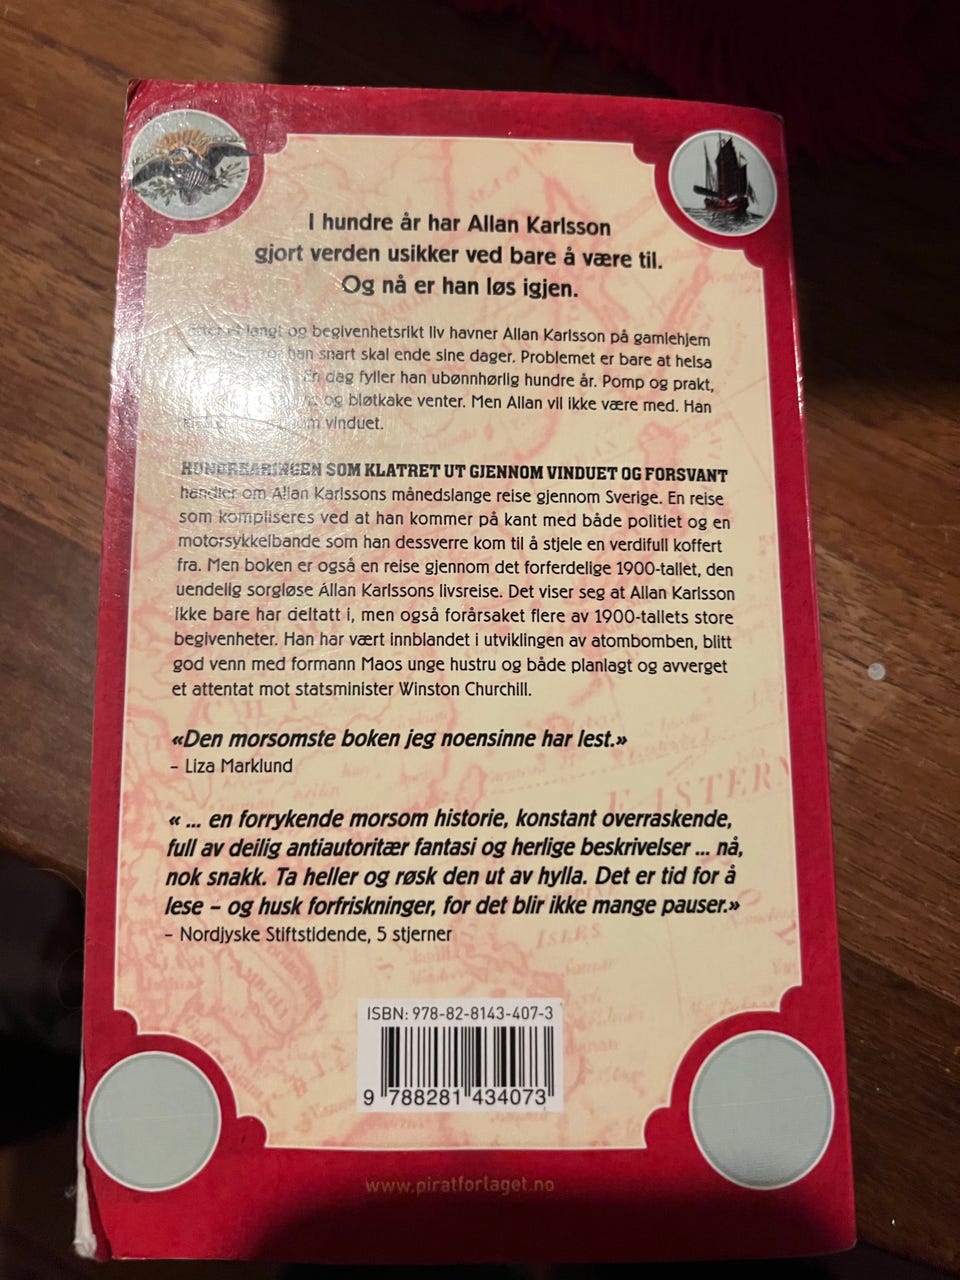 I hundre år har Allan Karlsson
gjort verden usikker ved bare å være til.
Og nå er han løs igjen.
Etter et langt og begivenhetsrikt liv havner Allan Karlsson på gamlehjem
han snart skal ende sine dager. Problemet er bare at helsa
En dag fyller han ubønnhørlig hundre år. Pomp og prakt,
og bløtkake venter. Men Allan vil ikke være med. Han
vinduet.
HUNDREÅRINGEN SOM KLATRET UT GJENNOM VINDUET OG FORSVANT
handler om Allan Karlssons månedslange reise gjennom Sverige. En reise
som kompliseres ved at han kommer på kant med både politiet og en
motorsykkelbande som han dessverre kom til å stjele en verdifull koffert
fra. Men boken er også en reise gjennom det forferdelige 1900-tallet, den
uendelig sorgløse Allan Karlssons livsreise. Det viser seg at Allan Karlsson
ikke bare har deltatt i, men også forårsaket flere av 1900-tallets store
begivenheter. Han har vært innblandet i utviklingen av atombomben, blitt
god venn med formann Maos unge hustru og både planlagt og avverget
et attentat mot statsminister Winston Churchill.
«Den morsomste boken jeg noensinne har lest.»
– Liza Marklund
« ... en forrykende morsom historie, konstant overraskende,
full av deilig antiautoritær fantasi og herlige beskrivelser ... nå,
nok snakk. Ta heller og røsk den ut av hylla. Det er tid for å
lese – og husk forfriskninger, for det blir ikke mange pauser.»
– Nordjyske Stiftstidende, 5 stjerner
ISBN: 978-82-8143-407-3
9 788281 434073
www.piratforlaget.no